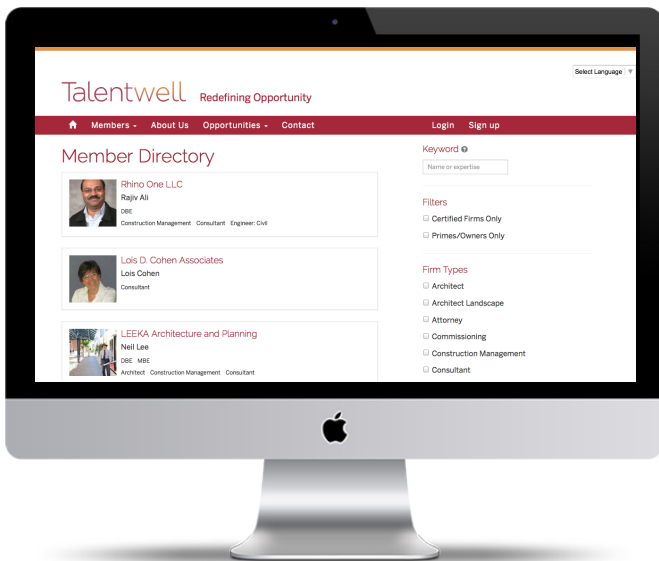 Select Language ▼
Talentwell Redefining Opportunity
Members About Us Opportunities Contact Login Sign up
Member Directory
Rhino One LLC
Rajiv Ali
DBE
Construction Management Consultant Engineer: Civil
Lois D. Cohen Associates
Lois Cohen
Consultant
LEEKA Architecture and Planning
Neil Lee
DBE MBE
Architect Construction Management Consultant
Keyword
Name or expertise
Filters
Certified Firms Only
Primes/Owners Only
Firm Types
Architect
Architect Landscape
Attorney
Commissioning
Construction Management
Consultant